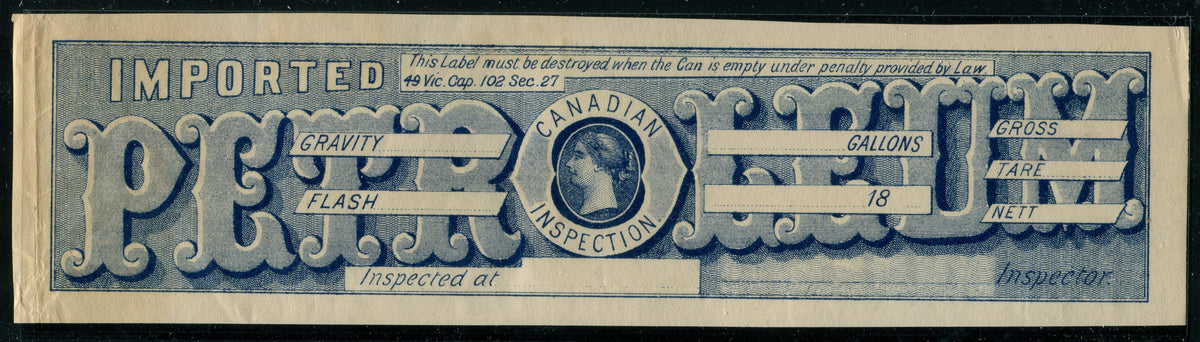 IMPORTED
This Label must be destroyed when the Can is empty under penalty provided by Law.
49 Vic. Cap. 102 Sec. 27
PETROLEUM
CANADIAN
INSPECTION.
GRAVITY
FLASH
GALLONS
18
GROSS
TARE
NETT
Inspected at
Inspector.